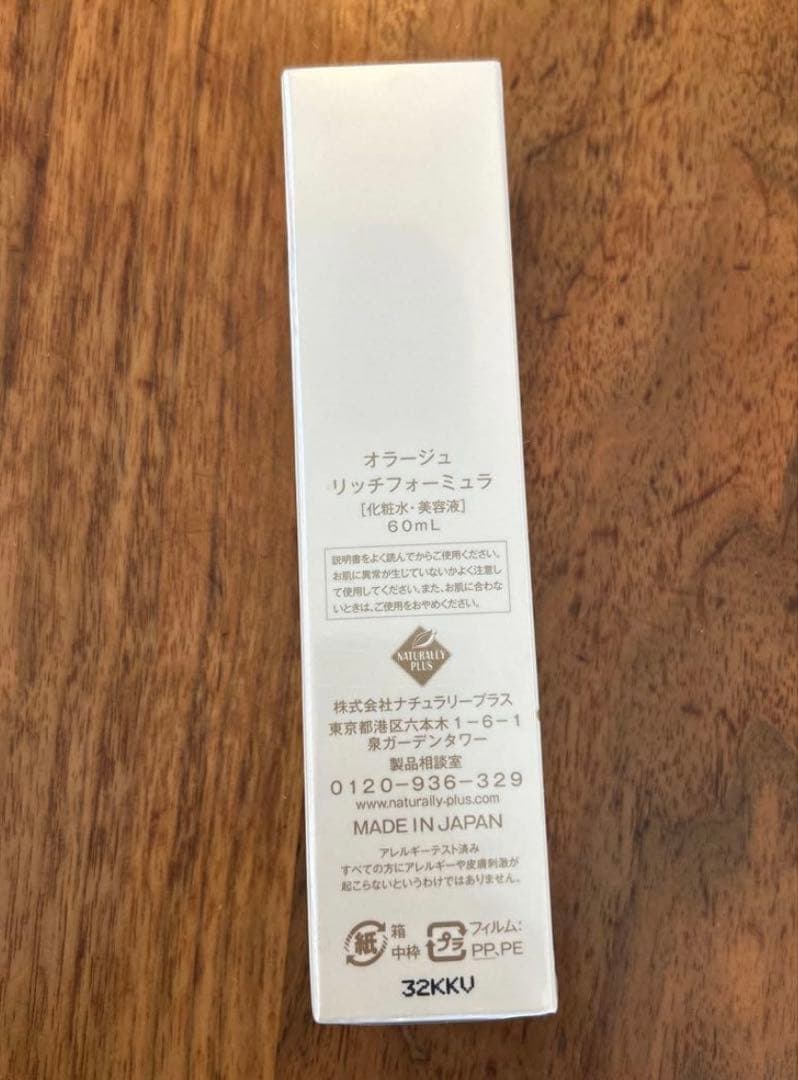 オラージュ
リッチフォーミュラ
[化粧水・美容液]
60mL
説明書をよく読んでからご使用ください。
お肌に異常が生じていないかよく注意し
て使用してください。また、お肌に合わな
いときは、ご使用をおやめください。
NATURALLY
PLUS
株式会社ナチュラリープラス
東京都港区六本木1-6-1
泉ガーデンタワー
製品相談室
0120-936-329
www.naturally-plus.com
MADE IN JAPAN
アレルギーテスト済み
すべての方にアレルギーや皮膚刺激が
起こらないというわけではありません。
紙 箱 プラ フィルム:
中枠 PP、PE
32KKV